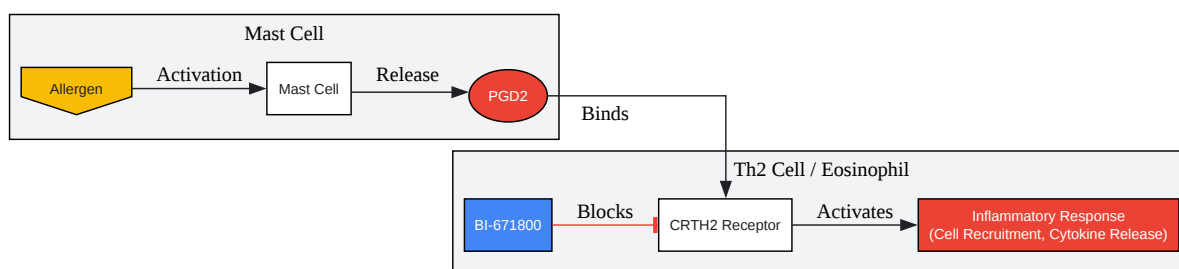 Mast Cell
Allergen
Activation
Mast Cell
Release
PGD2
Binds
Th2 Cell / Eosinophil
BI-671800
Blocks
CRTH2 Receptor
Activates
Inflammatory Response
(Cell Recruitment, Cytokine Release)